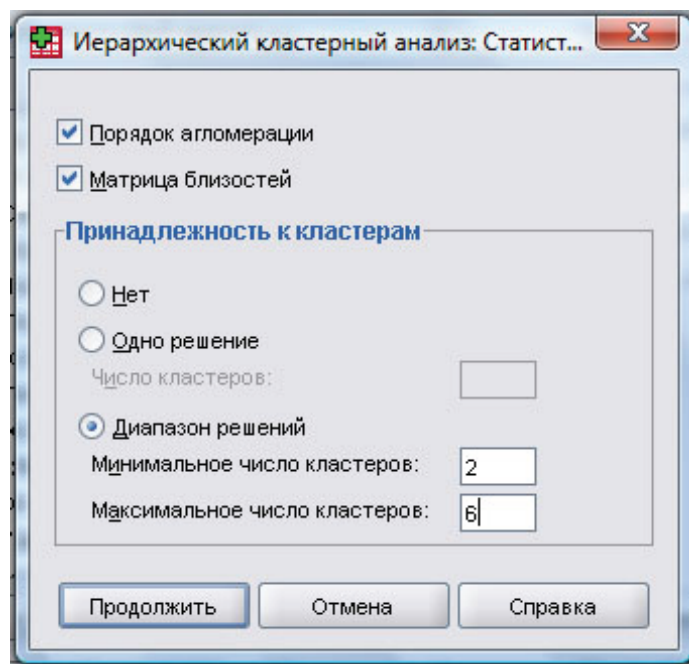 Иерархический кластерный анализ: Статист...
Порядок агломерации
Матрица близостей
Принадлежность к кластерам
Нет
Одно решение
Число кластеров:
Диапазон решений
Минимальное число кластеров: 2
Максимальное число кластеров: 6
Продолжить Отмена Справка